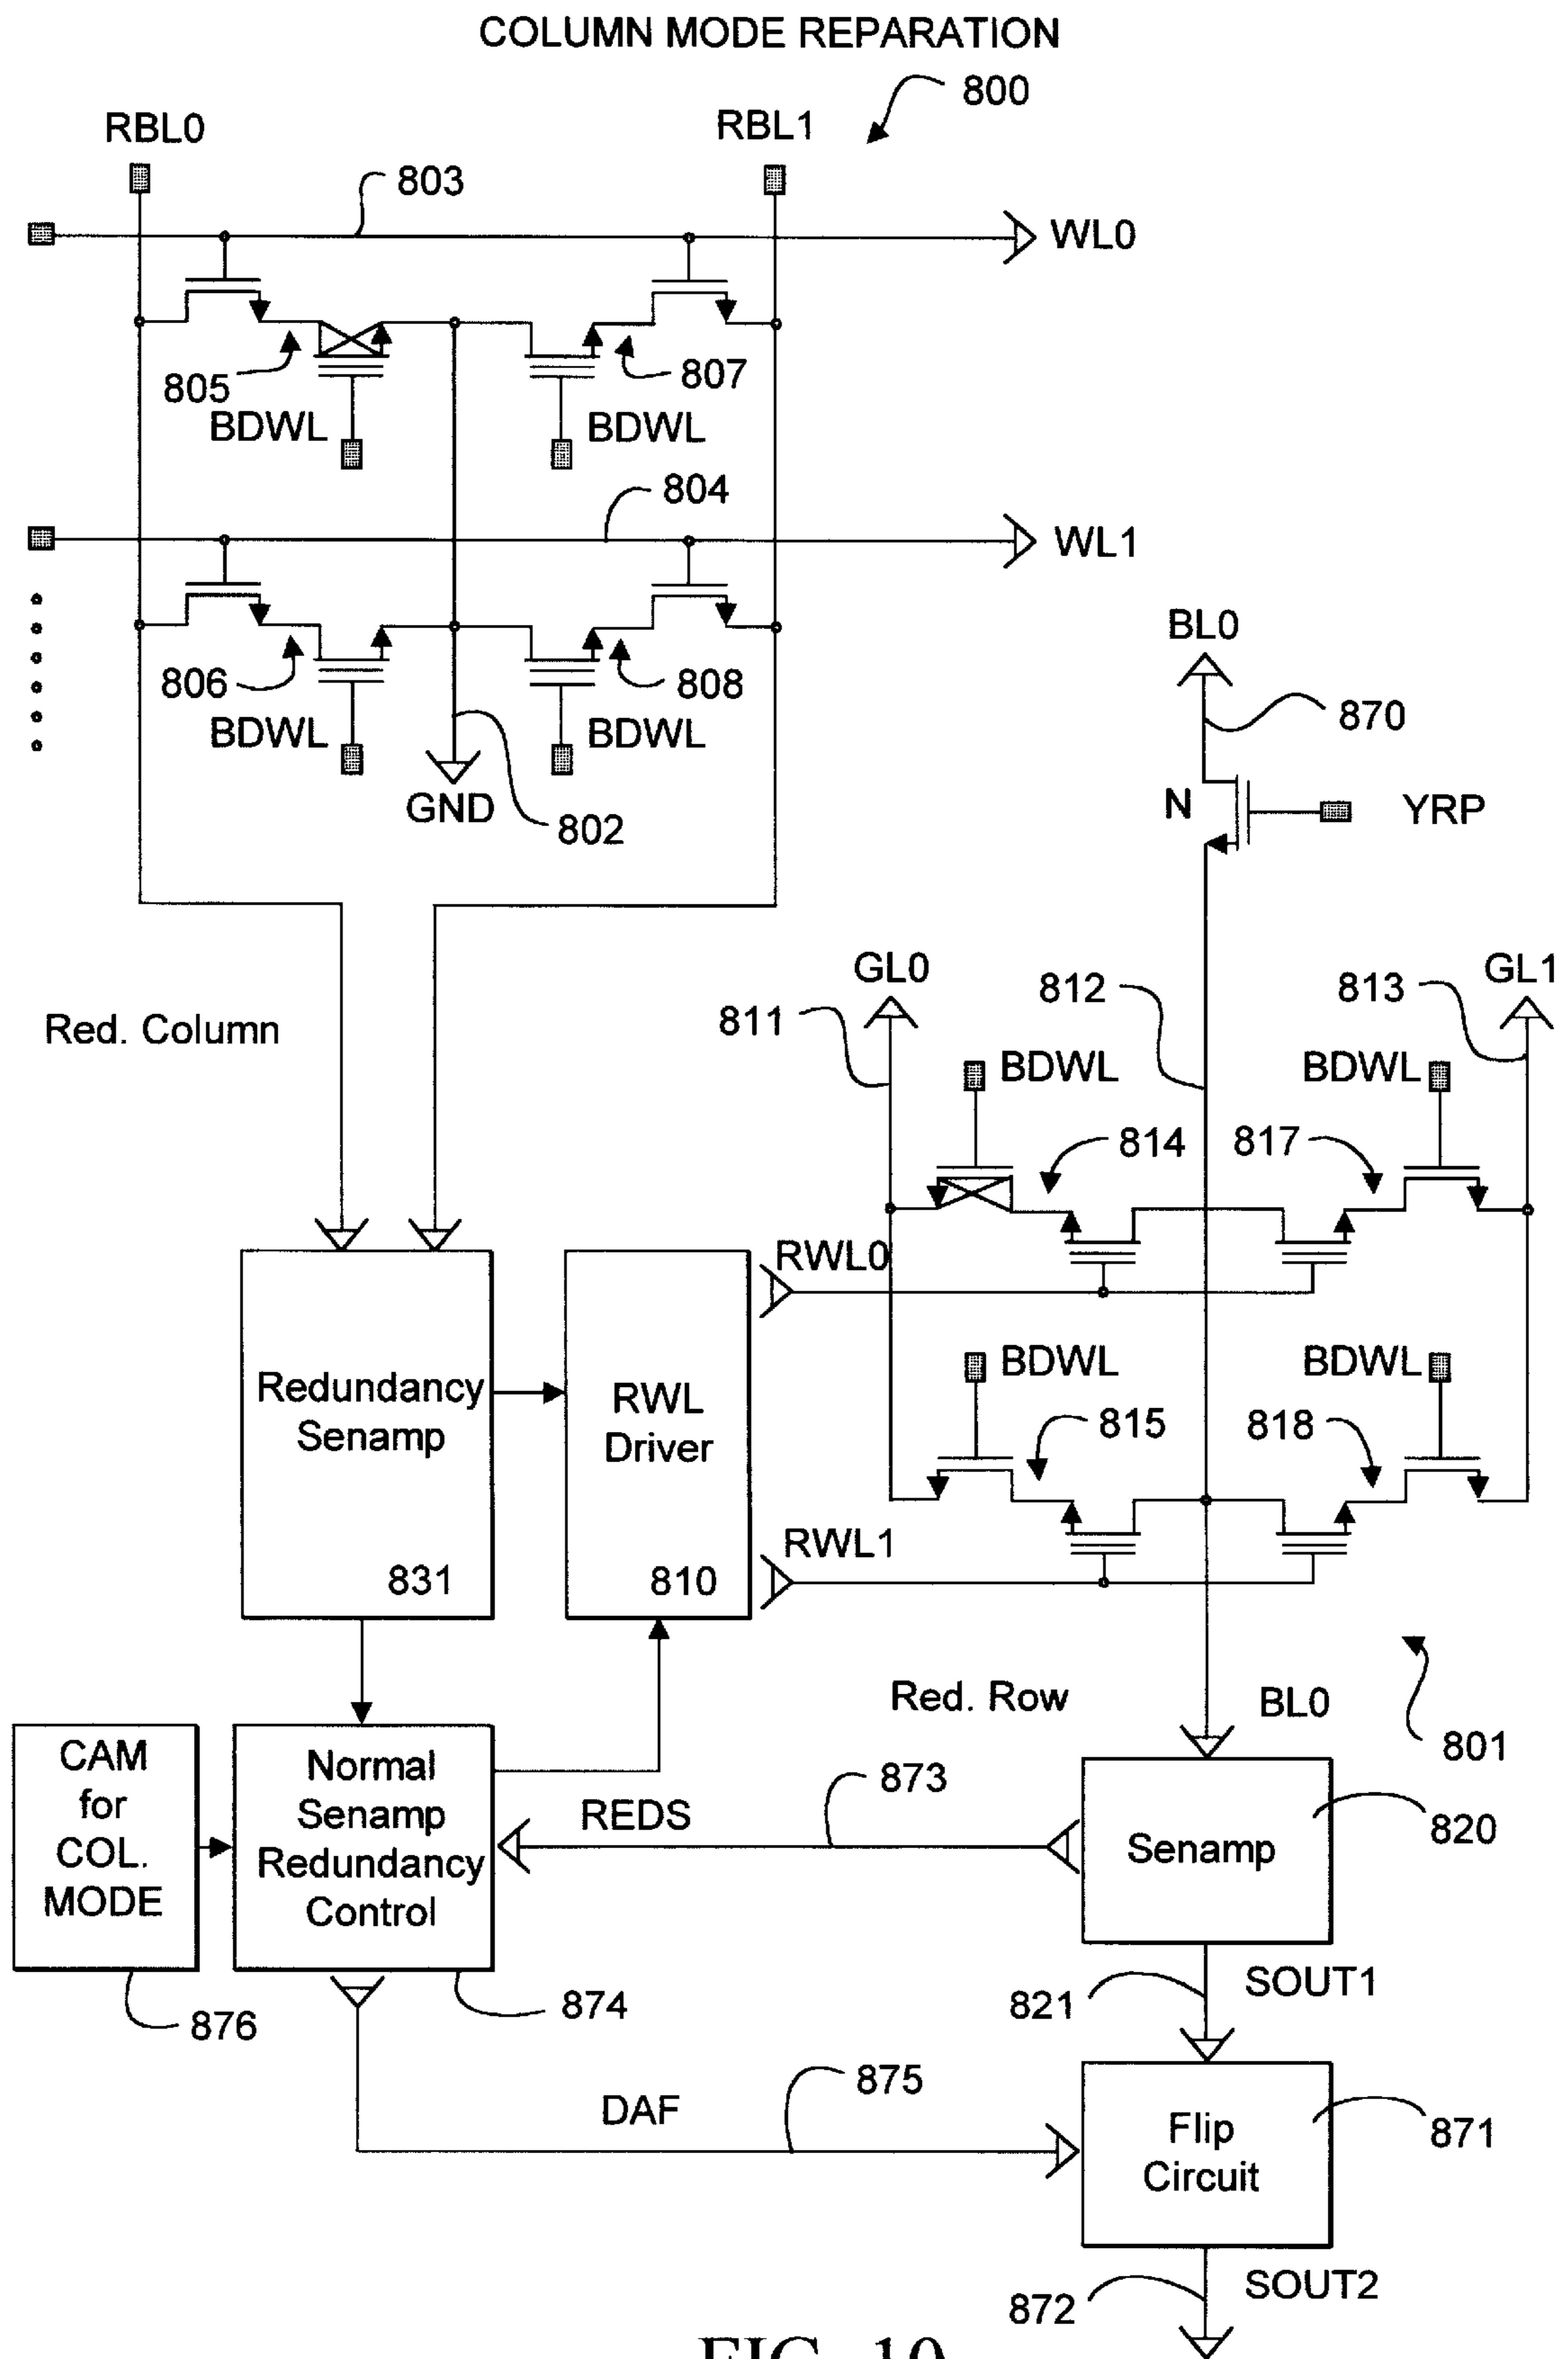 COLUMN MODE REPARATION
800
RBL0
RBL1
803
WL0
805
807
BDWL
BDWL
804
WL1
806
808
BDWL
BDWL
GND
802
BL0
870
N
YRP
Red. Column
GL0
GL1
811
812
813
BDWL
BDWL
814
817
RWL0
BDWL
BDWL
815
818
RWL1
Redundancy
Senamp
831
RWL
Driver
810
Red. Row
BL0
801
CAM
for
COL.
MODE
876
Normal
Senamp
Redundancy
Control
874
REDS
873
Senamp
820
821
SOUT1
DAF
875
Flip
Circuit
871
872
SOUT2
FIG. 10